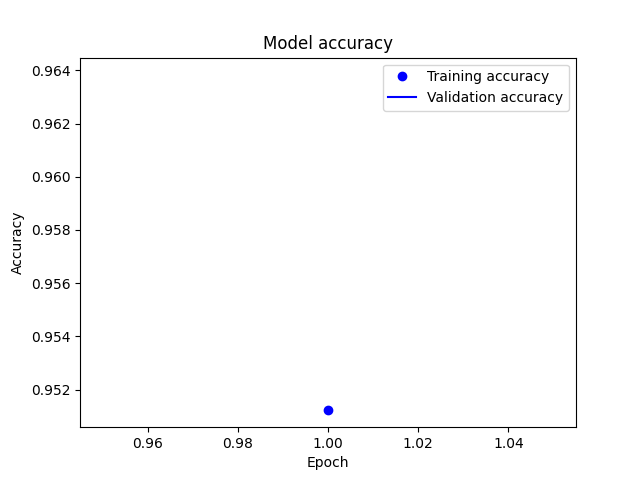 Model accuracy
Training accuracy
Validation accuracy
0.964
0.962
0.960
0.958
0.956
0.954
0.952
Accuracy
0.96 0.98 1.00 1.02 1.04
Epoch